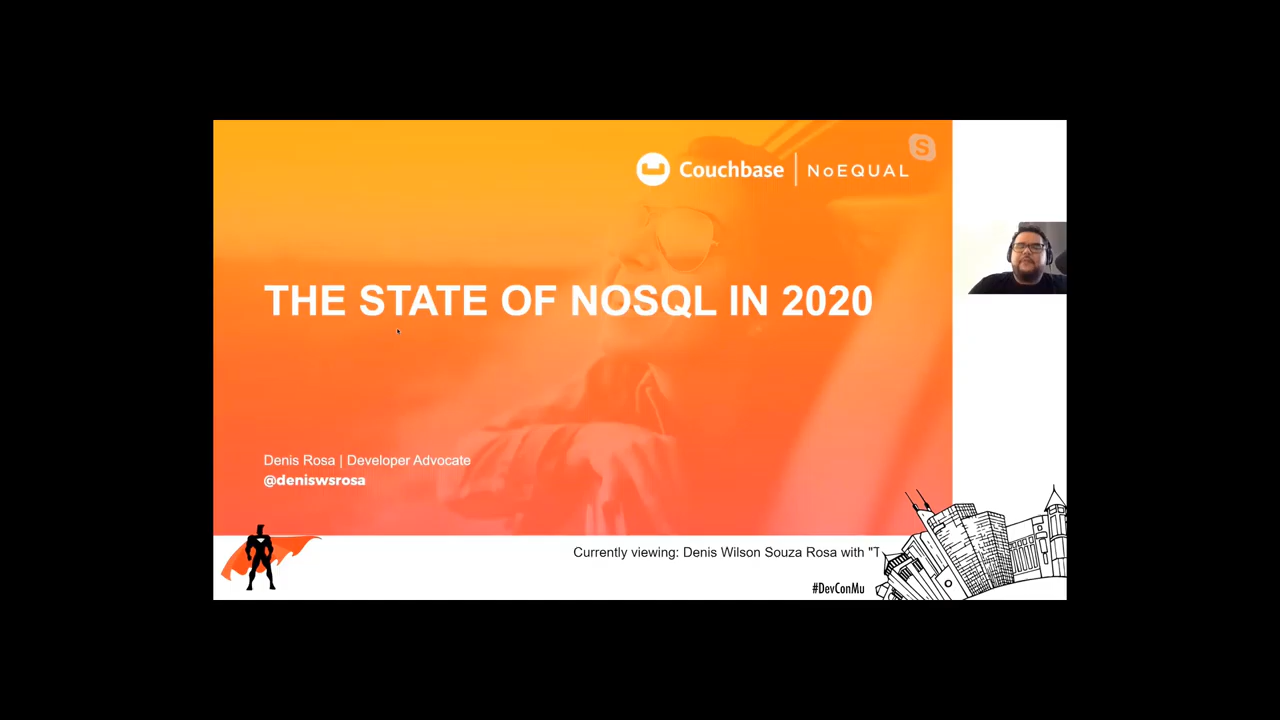 S
Couchbase | NoEQUAL
THE STATE OF NOSQL IN 2020
Denis Rosa | Developer Advocate
@deniswsrosa
Currently viewing: Denis Wilson Souza Rosa with "T
#DevConMu